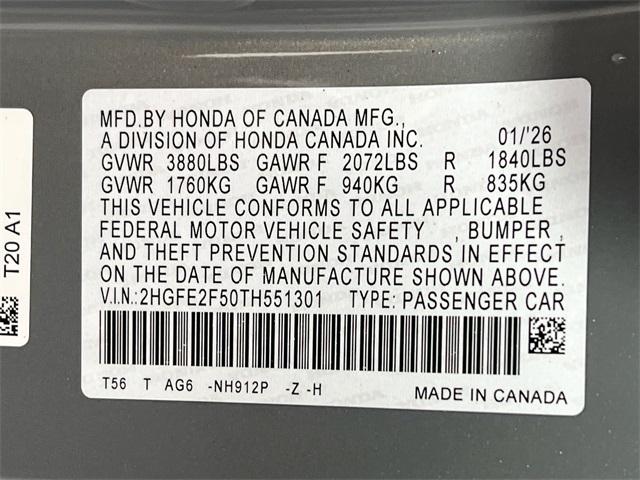 MFD.BY HONDA OF CANADA MFG.,
A DIVISION OF HONDA CANADA INC. 01/'26
GVWR 3880LBS GAWR F 2072LBS R 1840LBS
GVWR 1760KG GAWR F 940KG R 835KG
THIS VEHICLE CONFORMS TO ALL APPLICABLE
FEDERAL MOTOR VEHICLE SAFETY , BUMPER ,
AND THEFT PREVENTION STANDARDS IN EFFECT
ON THE DATE OF MANUFACTURE SHOWN ABOVE.
V.I.N.:2HGFE2F50TH551301 TYPE: PASSENGER CAR
T56 T AG6 -NH912P -Z -H
MADE IN CANADA
T20 A1